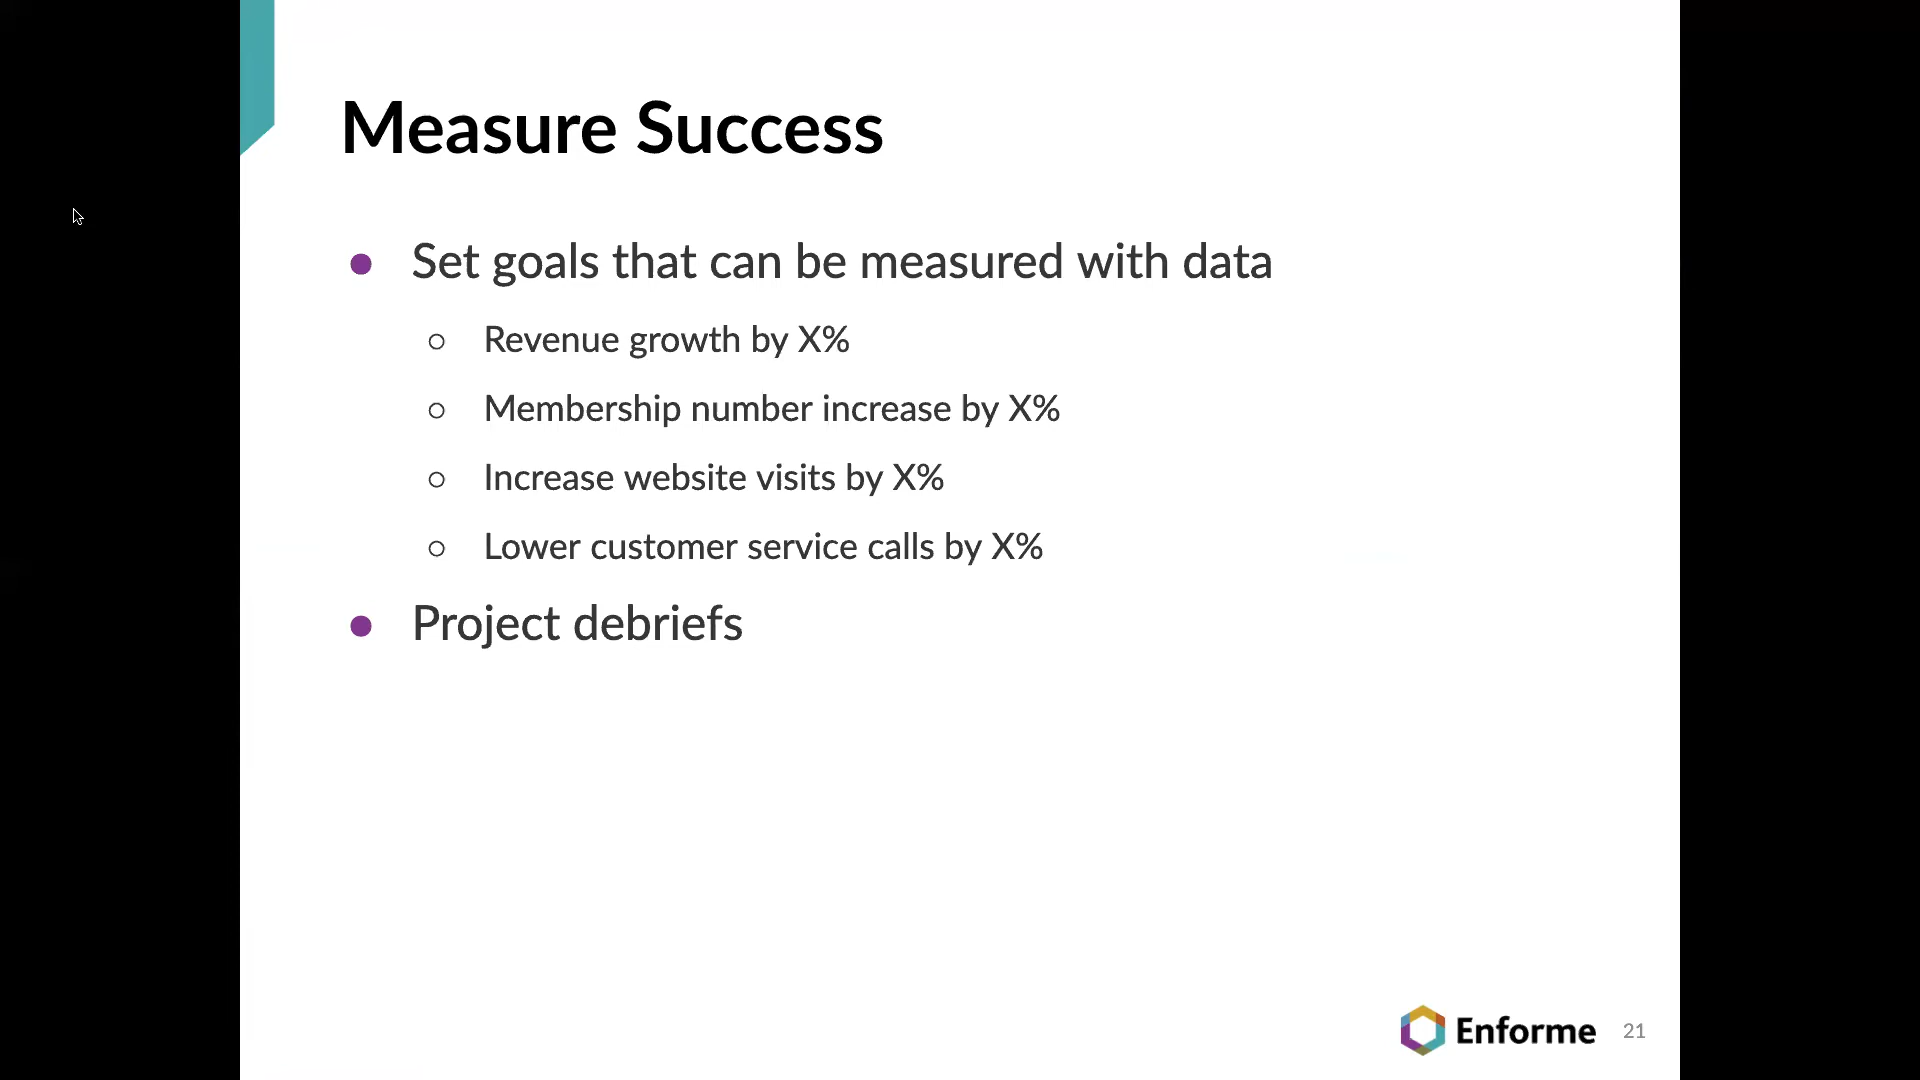 Measure Success
● Set goals that can be measured with data
○ Revenue growth by X%
○ Membership number increase by X%
○ Increase website visits by X%
○ Lower customer service calls by X%
● Project debriefs
Enforme 21